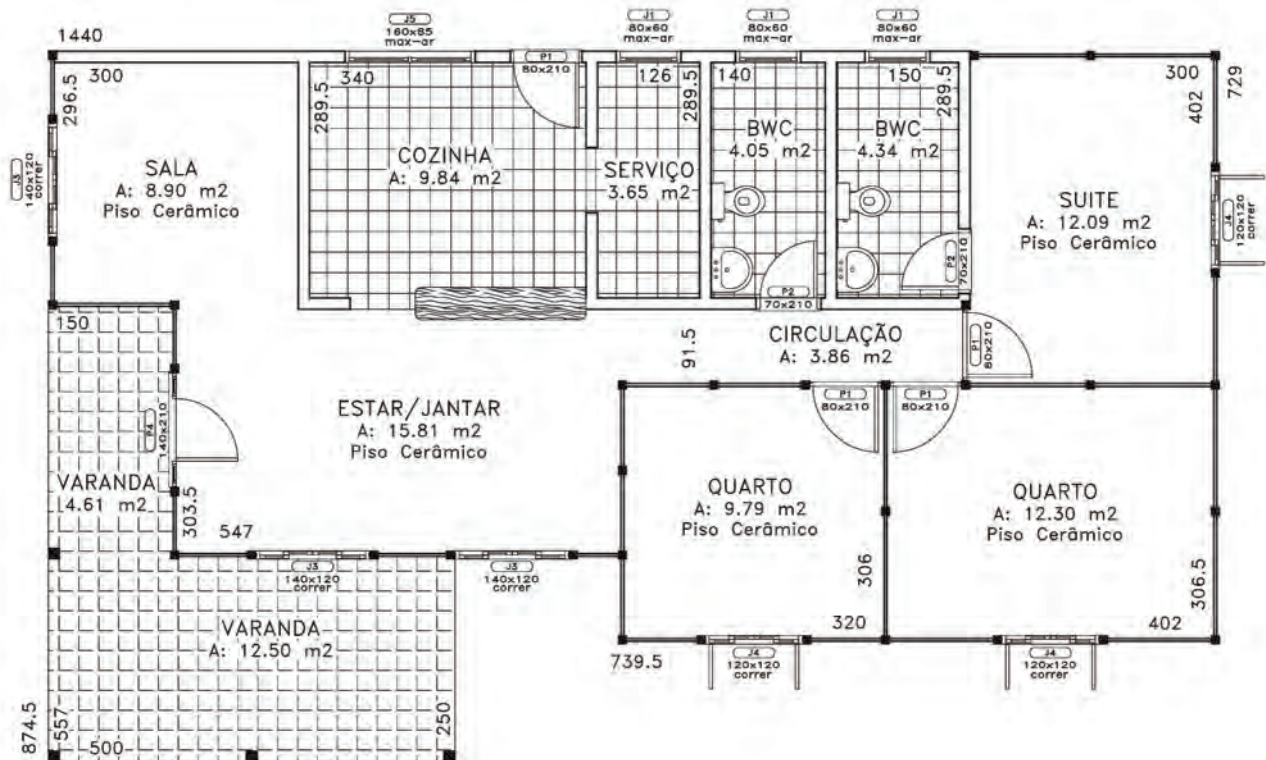 1440
J5
160x85
max-ar
J1
80x60
max-ar
J1
80x60
max-ar
J1
80x60
max-ar
300
296.5
J3
140x120
correr
SALA
A: 8.90 m2
Piso Cerâmico
340
289.5
P1
80x210
COZINHA
A: 9.84 m2
126
289.5
SERVIÇO
3.65 m2
140
BWC
4.05 m2
P2
70x210
150
289.5
BWC
4.34 m2
P2
70x210
300
402
729
SUITE
A: 12.09 m2
Piso Cerâmico
J4
120x120
correr
150
CIRCULAÇÃO
A: 3.86 m2
91.5
P1
80x210
P4
140x210
ESTAR/JANTAR
A: 15.81 m2
Piso Cerâmico
P1
80x210
P1
80x210
VARANDA
4.61 m2
303.5
547
QUARTO
A: 9.79 m2
Piso Cerâmico
QUARTO
A: 12.30 m2
Piso Cerâmico
J3
140x120
correr
J3
140x120
correr
306
320
306.5
402
VARANDA
A: 12.50 m2
739.5
J4
120x120
correr
J4
120x120
correr
874.5
557
500
250